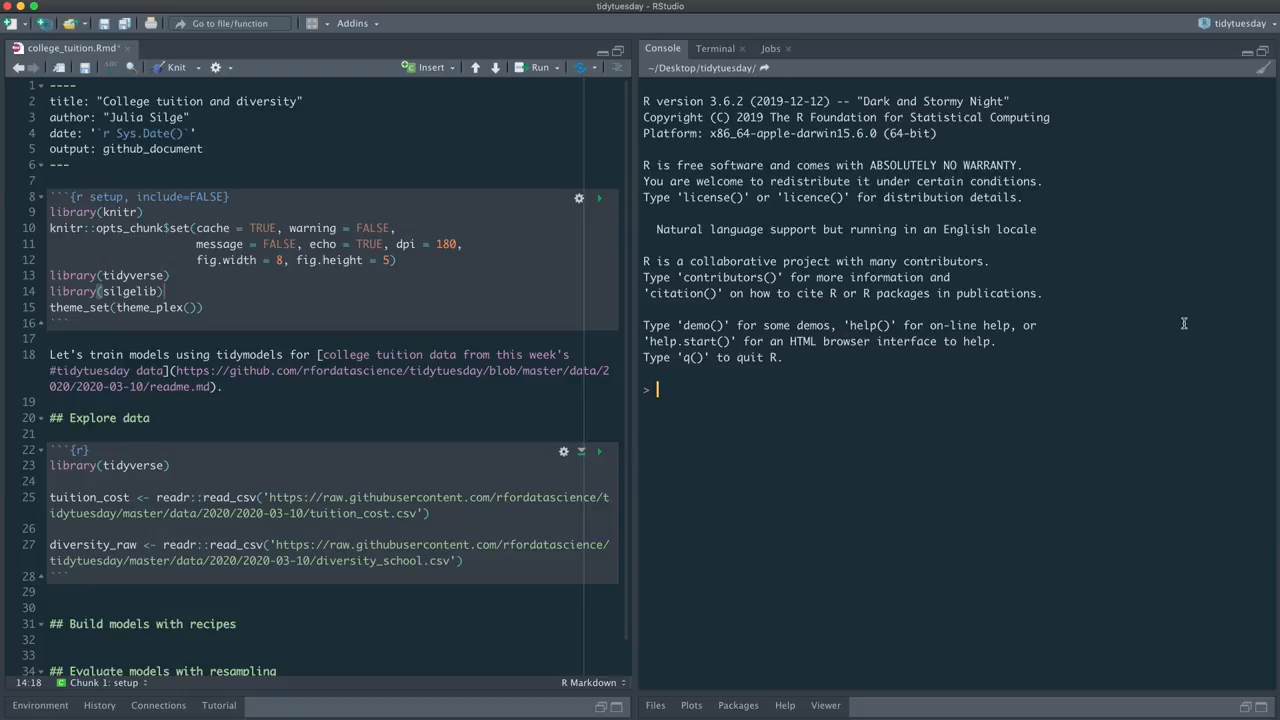 tidytuesday - RStudio
Go to file/function
Addins
tidytuesday
college_tuition.Rmd*
Knit
Insert
Run
1 ----
2 title: "College tuition and diversity"
3 author: "Julia Silge"
4 date: '`r Sys.Date()`'
5 output: github_document
6 ---
7
8 ```{r setup, include=FALSE}
9 library(knitr)
10 knitr::opts_chunk$set(cache = TRUE, warning = FALSE,
11 message = FALSE, echo = TRUE, dpi = 180,
12 fig.width = 8, fig.height = 5)
13 library(tidyverse)
14 library(silgelib)
15 theme_set(theme_plex())
16 ```
17
18 Let's train models using tidymodels for [college tuition data from this week's
#tidytuesday data](https://github.com/rfordatascience/tidytuesday/blob/master/data/2
020/2020-03-10/readme.md).
19
20 ## Explore data
21
22 ```{r}
23 library(tidyverse)
24
25 tuition_cost <- readr::read_csv('https://raw.githubusercontent.com/rfordatascience/t
idytuesday/master/data/2020/2020-03-10/tuition_cost.csv')
26
27 diversity_raw <- readr::read_csv('https://raw.githubusercontent.com/rfordatascience/
tidytuesday/master/data/2020/2020-03-10/diversity_school.csv')
28 ```
29
30
31 ## Build models with recipes
32
33
34 ## Evaluate models with resampling
14:18 Chunk 1: setup R Markdown
Environment History Connections Tutorial
Console Terminal Jobs
~/Desktop/tidytuesday/
R version 3.6.2 (2019-12-12) -- "Dark and Stormy Night"
Copyright (C) 2019 The R Foundation for Statistical Computing
Platform: x86_64-apple-darwin15.6.0 (64-bit)
R is free software and comes with ABSOLUTELY NO WARRANTY.
You are welcome to redistribute it under certain conditions.
Type 'license()' or 'licence()' for distribution details.
Natural language support but running in an English locale
R is a collaborative project with many contributors.
Type 'contributors()' for more information and
'citation()' on how to cite R or R packages in publications.
Type 'demo()' for some demos, 'help()' for on-line help, or
'help.start()' for an HTML browser interface to help.
Type 'q()' to quit R.
>
Files Plots Packages Help Viewer